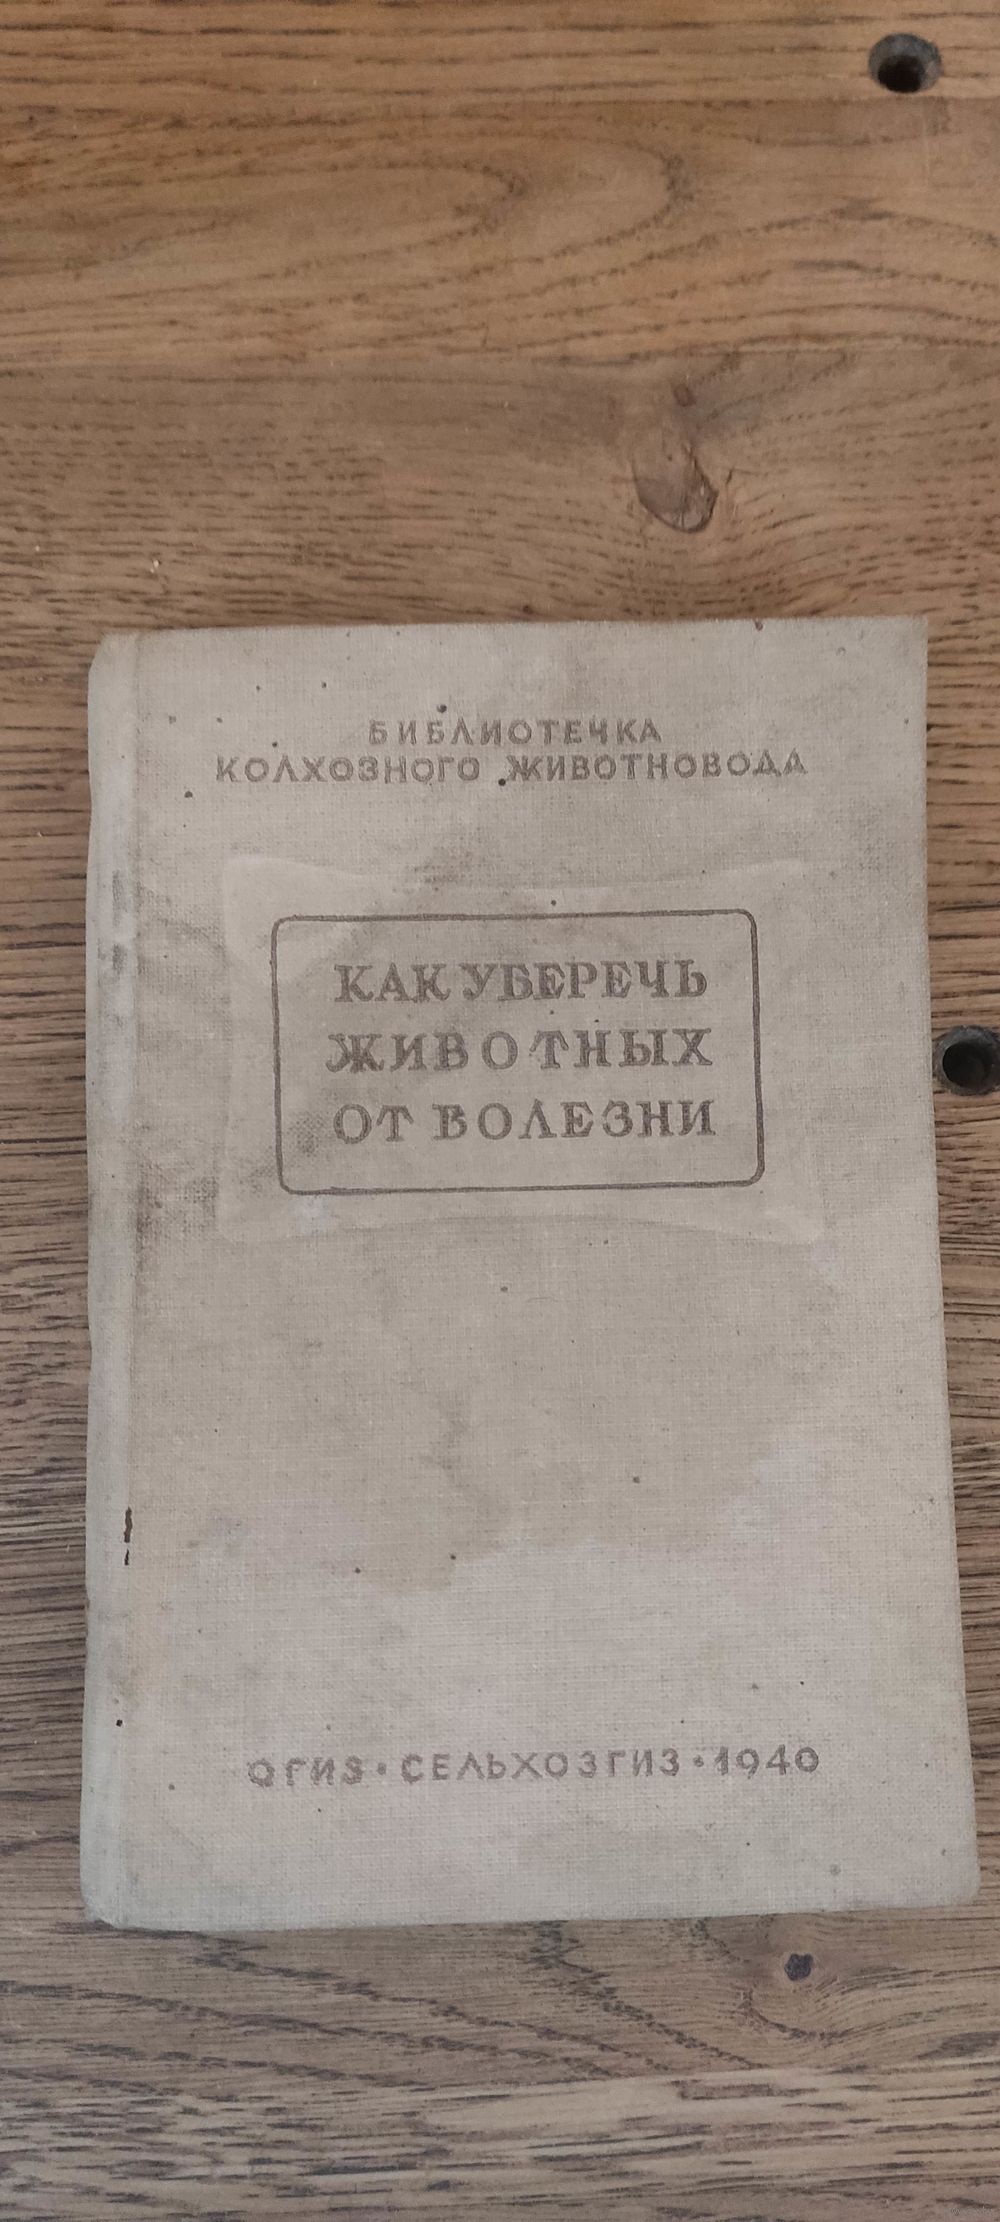 БИБЛИОТЕЧКА
КОЛХОЗНОГО ЖИВОТНОВОДА
КАК УБЕРЕЧЬ
ЖИВОТНЫХ
ОТ БОЛЕЗНИ
ОГИЗ • СЕЛЬХОЗГИЗ • 1940